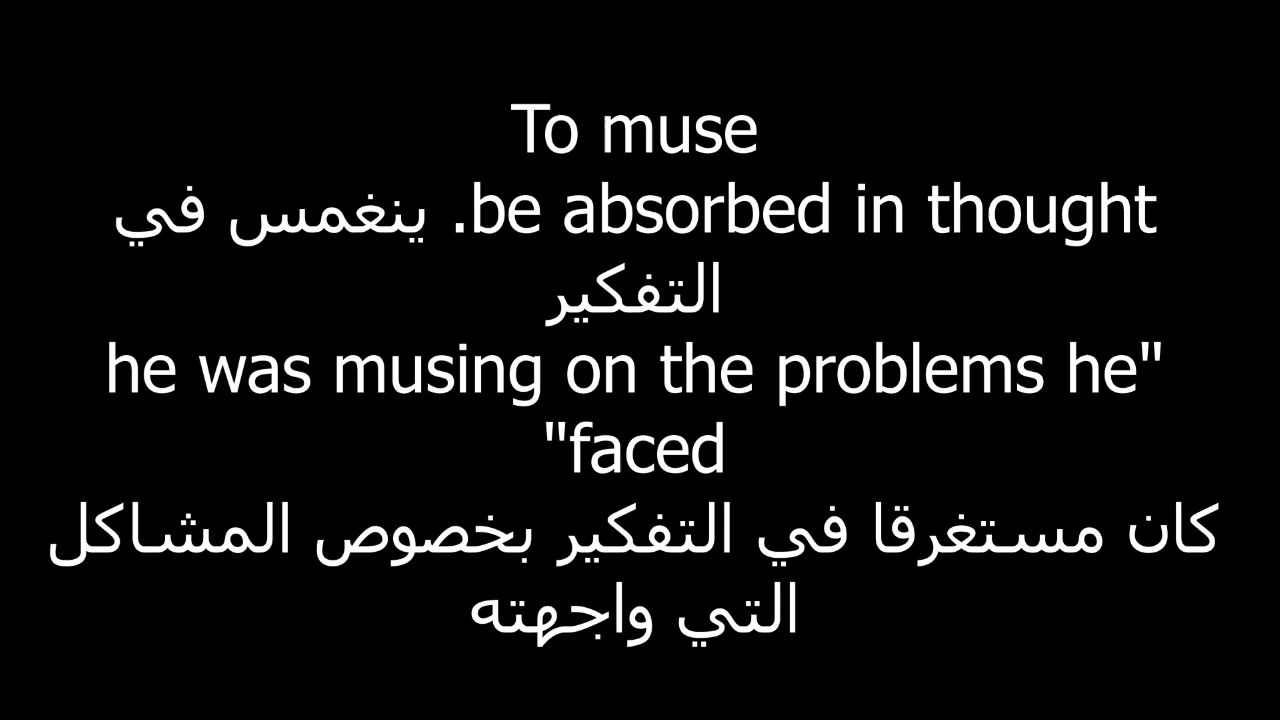 To muse
be absorbed in thought. ينغمس في
التفكير
"he was musing on the problems he
faced"
كان مستغرقا في التفكير بخصوص المشاكل
التي واجهته